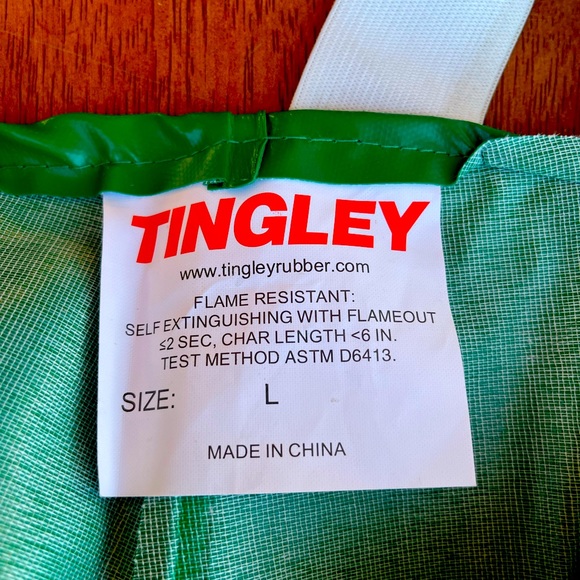 TINGLEY
www.tingleyrubber.com
FLAME RESISTANT:
SELF EXTINGUISHING WITH FLAMEOUT
≤2 SEC, CHAR LENGTH <6 IN.
TEST METHOD ASTM D6413.
SIZE: L
MADE IN CHINA